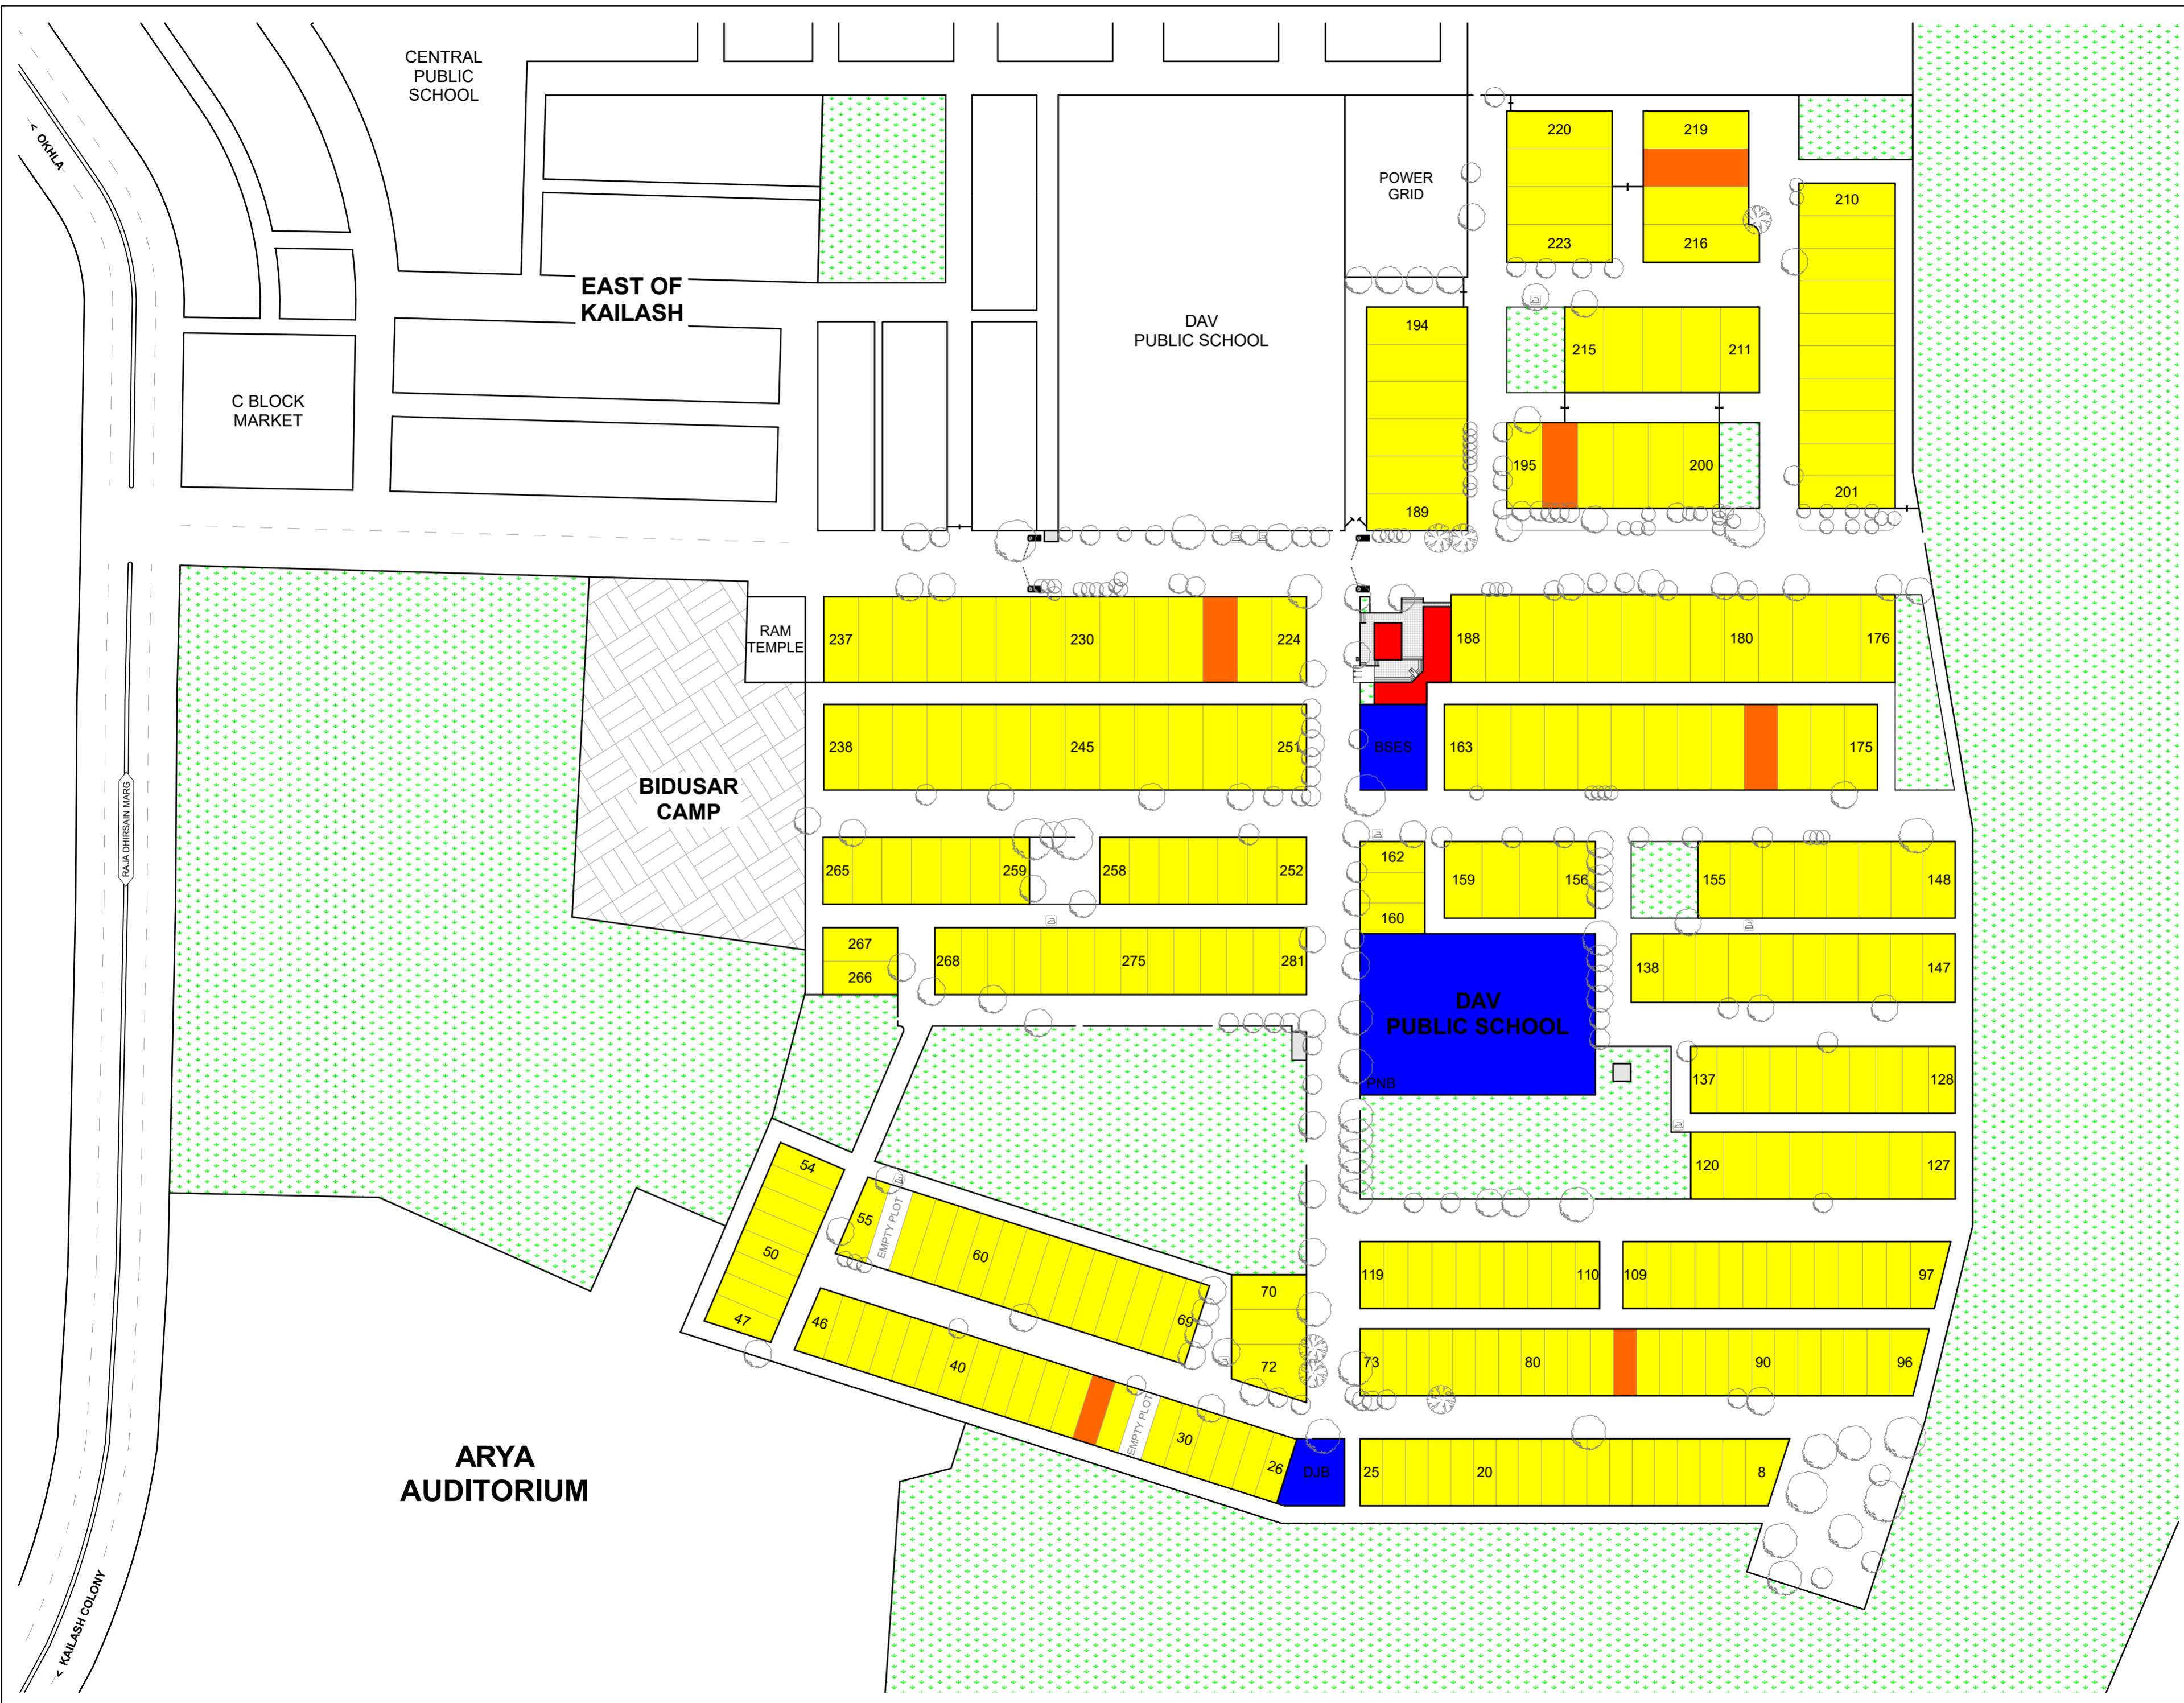 CENTRAL
PUBLIC
SCHOOL
< OKHLA
220
219
POWER
GRID
210
223
216
EAST OF
KAILASH
DAV
PUBLIC SCHOOL
194
215
211
C BLOCK
MARKET
195
200
201
189
RAM
TEMPLE
237
230
224
188
180
176
238
245
251
BSES
163
175
BIDUSAR
CAMP
RAJA DHIRSAIN MARG
265
259
258
252
162
160
159
156
155
148
267
266
268
275
281
138
147
DAV
PUBLIC SCHOOL
PNB
137
128
120
127
54
50
47
55
EMPTY PLOT
60
69
70
72
119
110
109
97
46
40
EMPTY PLOT
30
26
DJB
73
80
90
96
25
20
8
ARYA
AUDITORIUM
< KAILASH COLONY